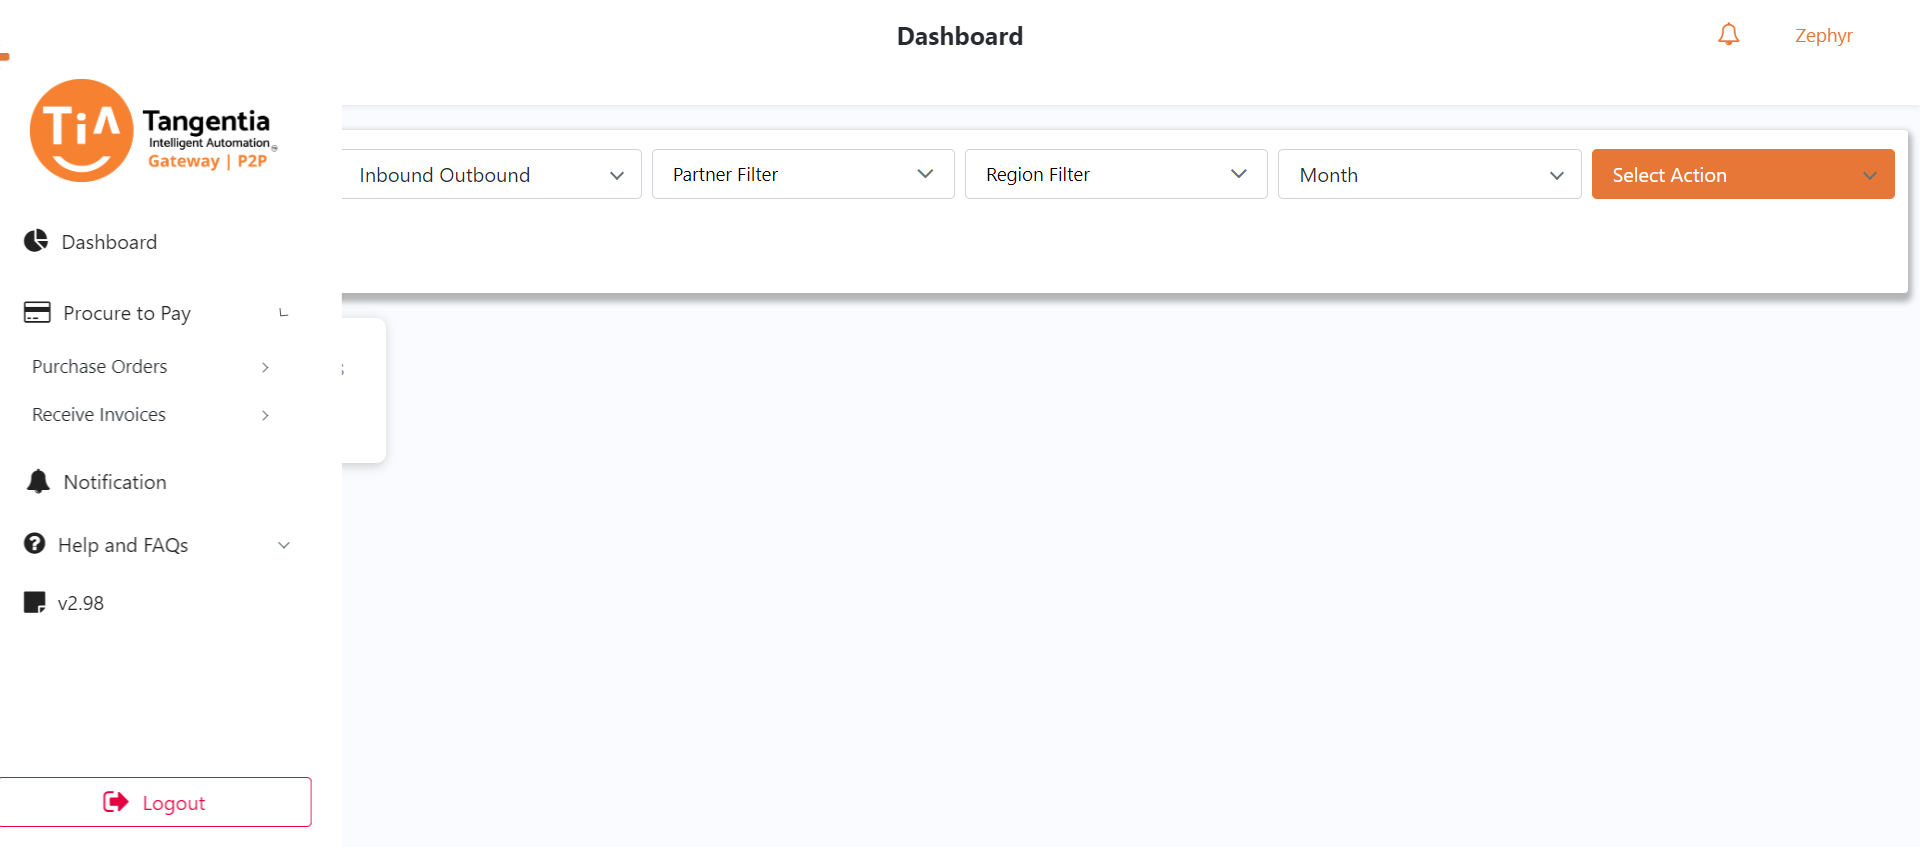 Dashboard
Zephyr
TiA
Tangentia
Intelligent Automation
Gateway | P2P
Inbound Outbound
Partner Filter
Region Filter
Month
Select Action
Dashboard
Procure to Pay
Purchase Orders
Receive Invoices
Notification
Help and FAQs
v2.98
Logout